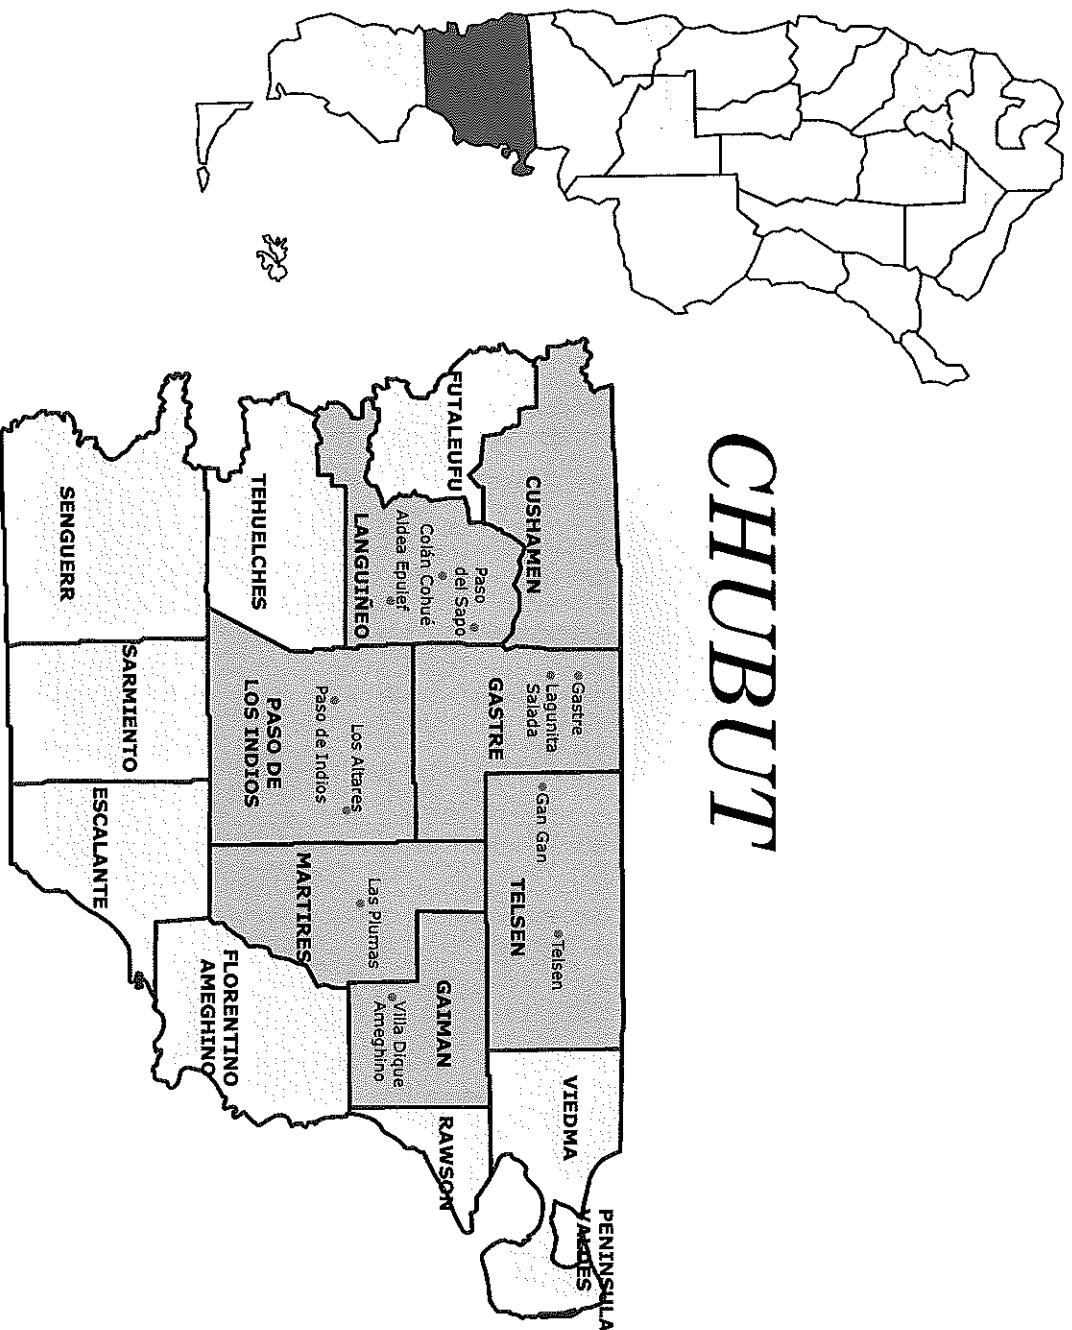 CHUBUT
PENINSULA
VALDES
CUSHAMEN
Gastre
Lagunita
Salada
GASTRE
Gan Gan
Telsen
TELSEN
VIEDMA
FUTALEUFU
Paso
del Sapo
Colán Cohué
Aldea Epulef
LANGUIÑEO
GAIMAN
Villa Dique
Ameghino
RAWSON
Las Plumas
MARTIRES
Los Altares
Paso de Indios
PASO DE
LOS INDIOS
TEHUELCHES
FLORENTINO
AMEGHINO
SARMIENTO
ESCALANTE
SENGUERR